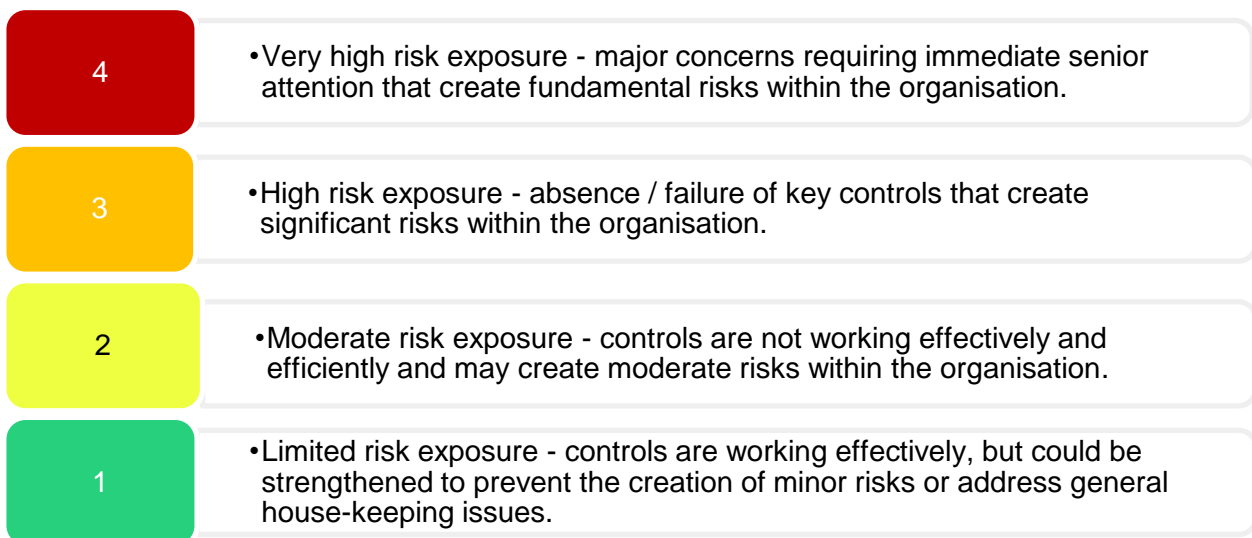 4
•Very high risk exposure - major concerns requiring immediate senior
attention that create fundamental risks within the organisation.
3
•High risk exposure - absence / failure of key controls that create
significant risks within the organisation.
2
•Moderate risk exposure - controls are not working effectively and
efficiently and may create moderate risks within the organisation.
1
•Limited risk exposure - controls are working effectively, but could be
strengthened to prevent the creation of minor risks or address general
house-keeping issues.